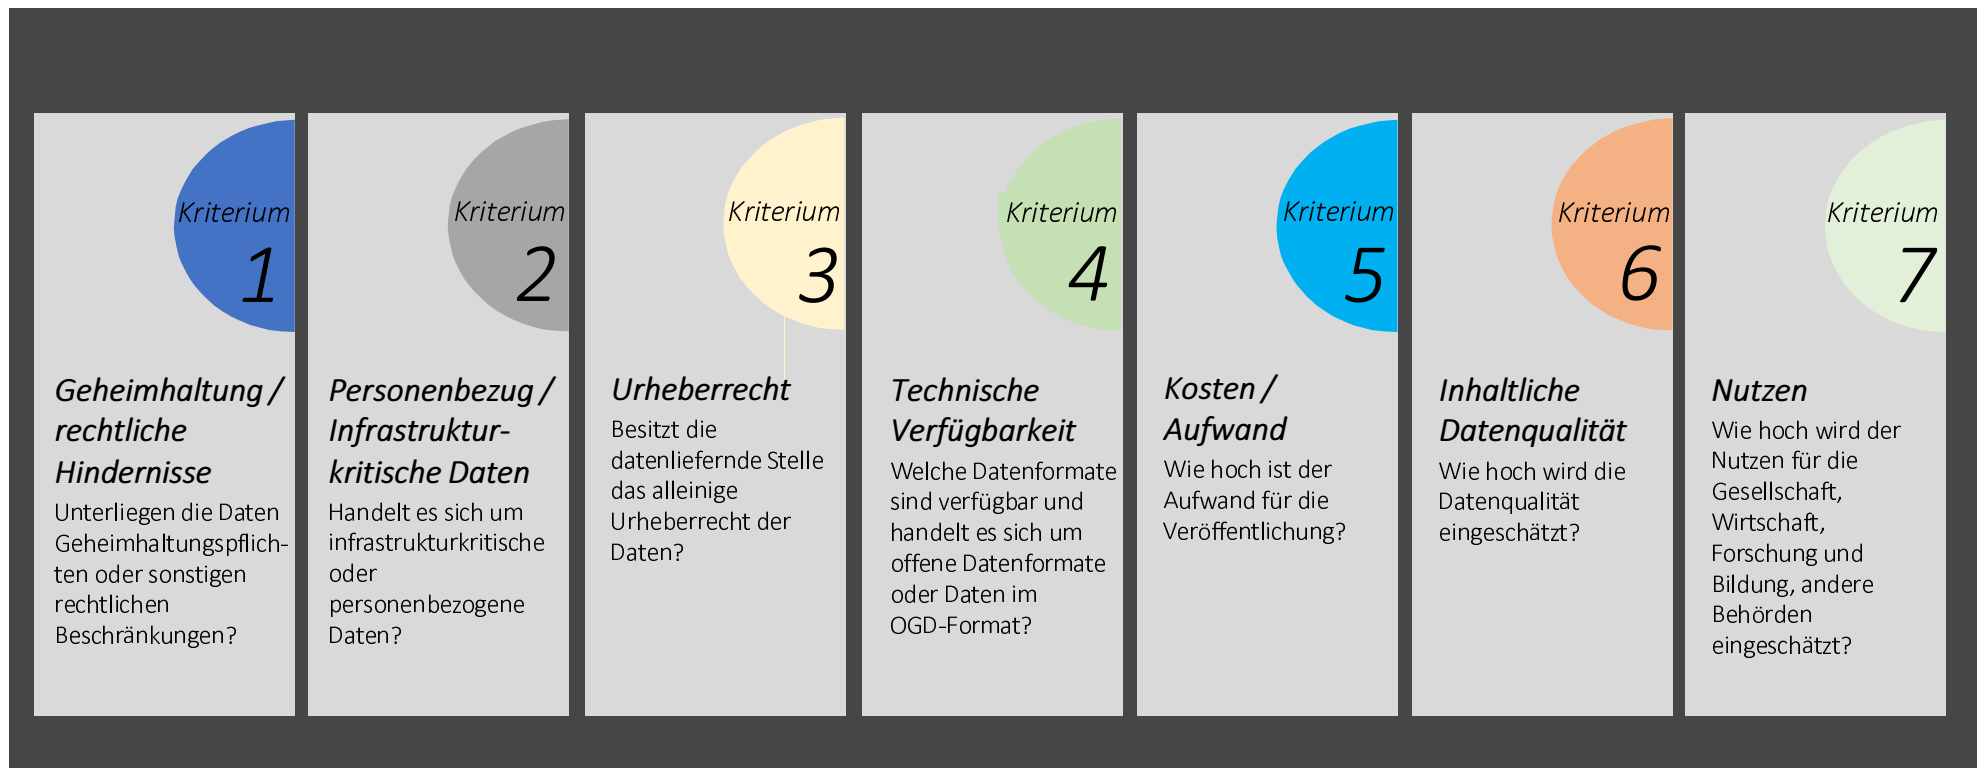 Kriterium
1
Geheimhaltung /
rechtliche
Hindernisse
Unterliegen die Daten
Geheimhaltungspflich-
ten oder sonstigen
rechtlichen
Beschränkungen?
Kriterium
2
Personenbezug /
Infrastruktur-
kritische Daten
Handelt es sich um
infrastrukturkritische
oder
personenbezogene
Daten?
Kriterium
3
Urheberrecht
Besitzt die
datenliefernde Stelle
das alleinige
Urheberrecht der
Daten?
Kriterium
4
Technische
Verfügbarkeit
Welche Datenformate
sind verfügbar und
handelt es sich um
offene Datenformate
oder Daten im
OGD-Format?
Kriterium
5
Kosten /
Aufwand
Wie hoch ist der
Aufwand für die
Veröffentlichung?
Kriterium
6
Inhaltliche
Datenqualität
Wie hoch wird die
Datenqualität
eingeschätzt?
Kriterium
7
Nutzen
Wie hoch wird der
Nutzen für die
Gesellschaft,
Wirtschaft,
Forschung und
Bildung, andere
Behörden
eingeschätzt?